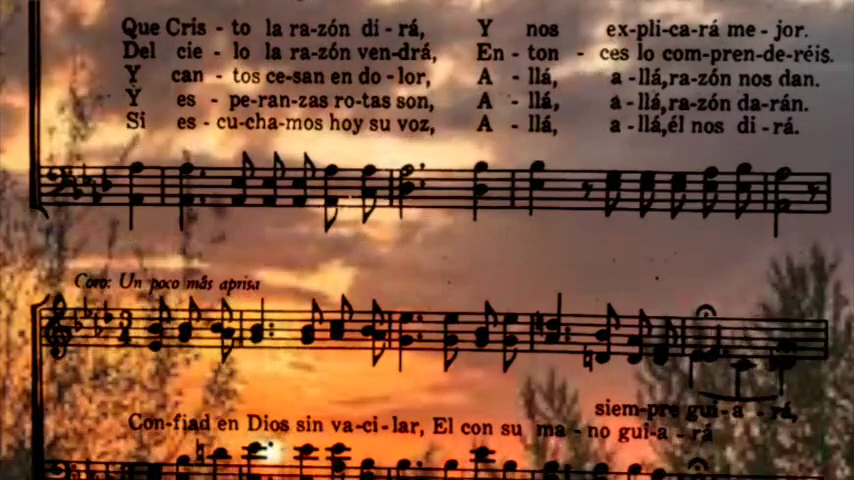 Que Cris - to la ra-zón di - rá, Y nos ex-pli-ca-rá me - jor.
Del cie - lo la ra-zón ven-drá, En - ton - ces lo com-pren-de-réis.
Y can - tos ce-san en do - lor, A - llá, a - llá, ra-zón nos dan.
Y es - pe-ran-zas ro-tas son, A - llá, a - llá, ra-zón da-rán.
Si es - cu-cha-mos hoy su voz, A - llá, a - llá, él nos di - rá.
Coro: Un poco más aprisa
siem-pre gui-a - rá,
Con-fiad en Dios sin va-ci-lar, El con su ma - no gui-a - rá